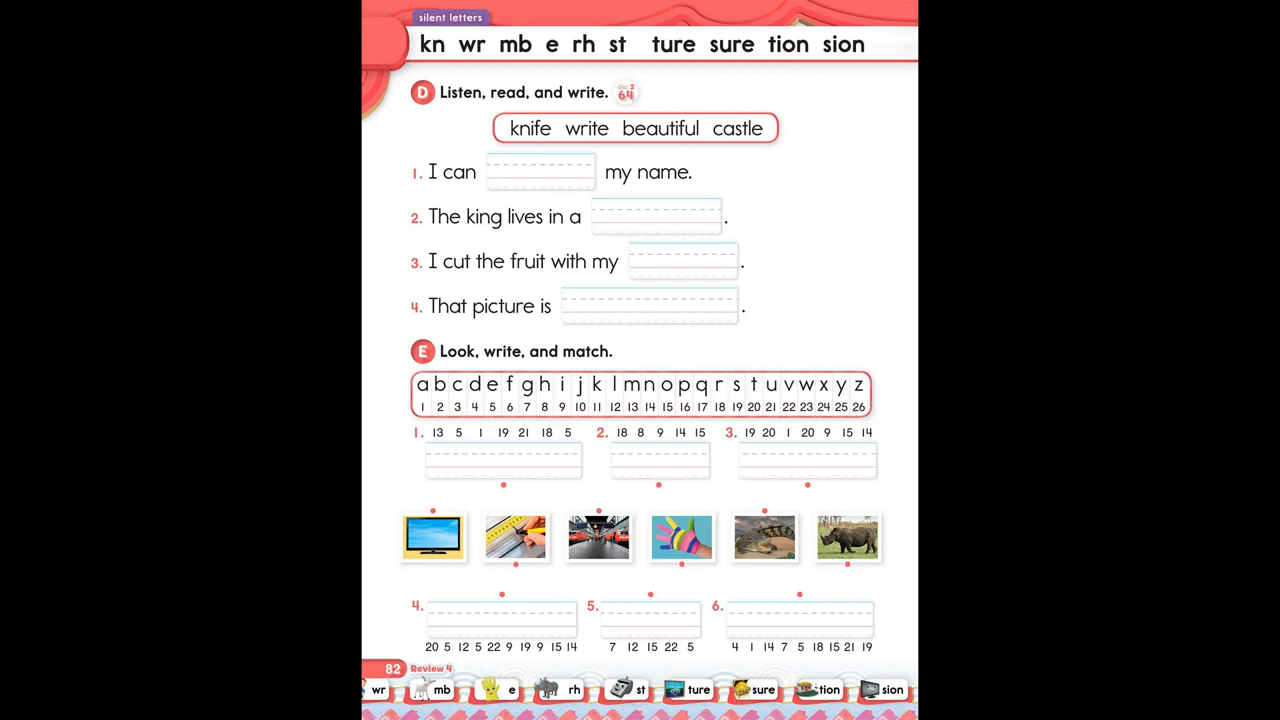 silent letters
kn wr mb e rh st ture sure tion sion
D Listen, read, and write. disc 2 64
knife write beautiful castle
1. I can my name.
2. The king lives in a .
3. I cut the fruit with my .
4. That picture is .
E Look, write, and match.
a b c d e f g h i j k l m n o p q r s t u v w x y z
1 2 3 4 5 6 7 8 9 10 11 12 13 14 15 16 17 18 19 20 21 22 23 24 25 26
1. 13 5 1 19 21 18 5 2. 18 8 9 14 15 3. 19 20 1 20 9 15 14
4. 5. 6.
20 5 12 5 22 9 19 9 15 14 7 12 15 22 5 4 1 14 7 5 18 15 21 19
82 Review 4
wr mb e rh st ture sure tion sion